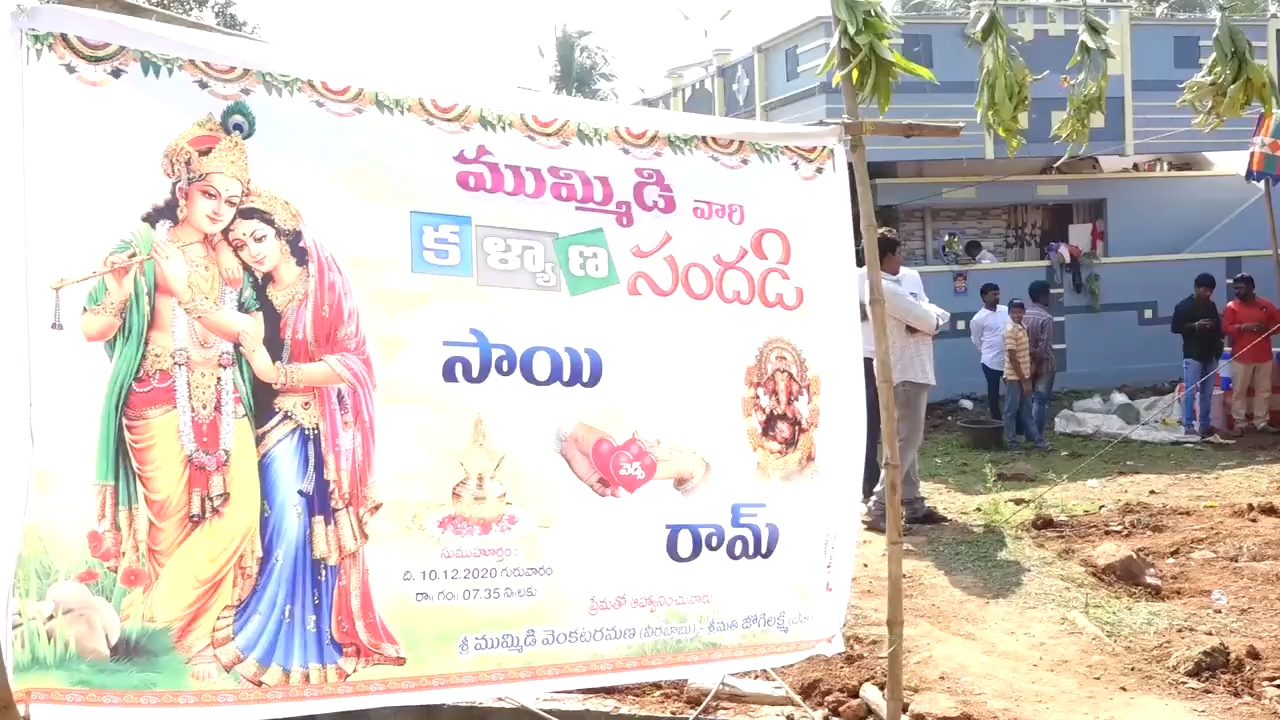 ముమ్మిడి వారి
కళ్యాణ సందడి
సాయి
వెడ్స్
రామ్
సుముహూర్తం :
ది. 10.12.2020 గురువారం
రా॥ గం॥ 07.35 ని॥లకు
ప్రేమతో ఆహ్వానించువారు
శ్రీ ముమ్మిడి వెంకటరమణ (వీరబాబు) - శ్రీమతి జోగిలక్ష్మి